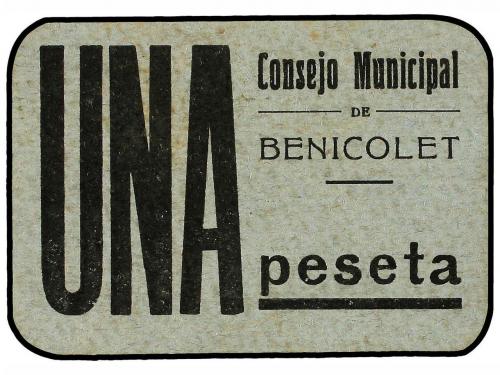 UNA
Consejo Municipal
DE
BENICOLET
peseta